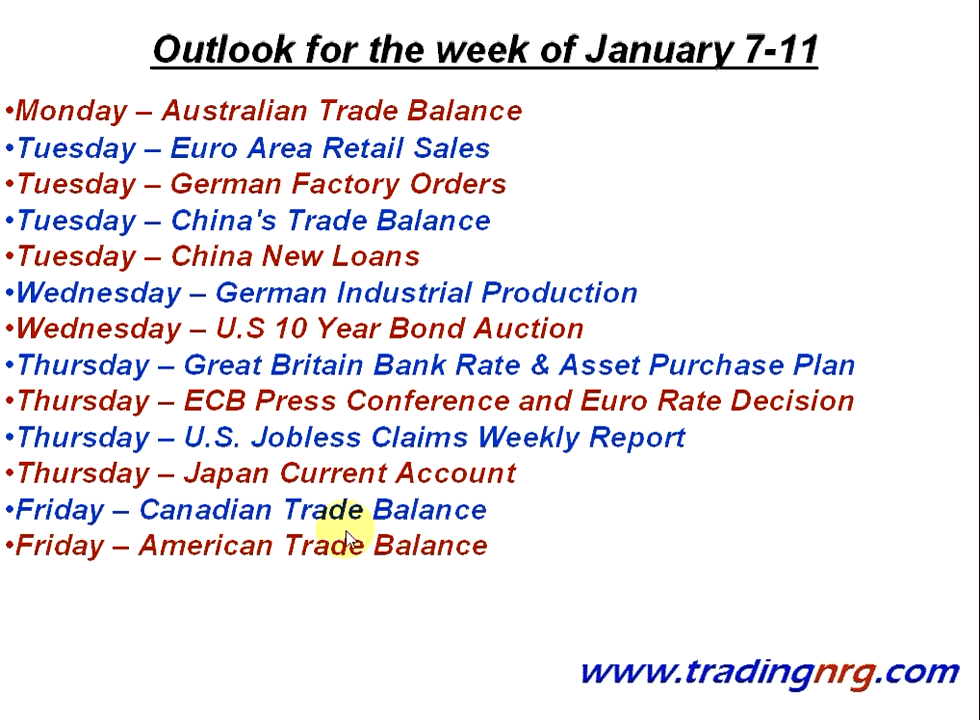 Outlook for the week of January 7-11
•Monday – Australian Trade Balance
•Tuesday – Euro Area Retail Sales
•Tuesday – German Factory Orders
•Tuesday – China's Trade Balance
•Tuesday – China New Loans
•Wednesday – German Industrial Production
•Wednesday – U.S 10 Year Bond Auction
•Thursday – Great Britain Bank Rate & Asset Purchase Plan
•Thursday – ECB Press Conference and Euro Rate Decision
•Thursday – U.S. Jobless Claims Weekly Report
•Thursday – Japan Current Account
•Friday – Canadian Trade Balance
•Friday – American Trade Balance
www.tradingnrg.com